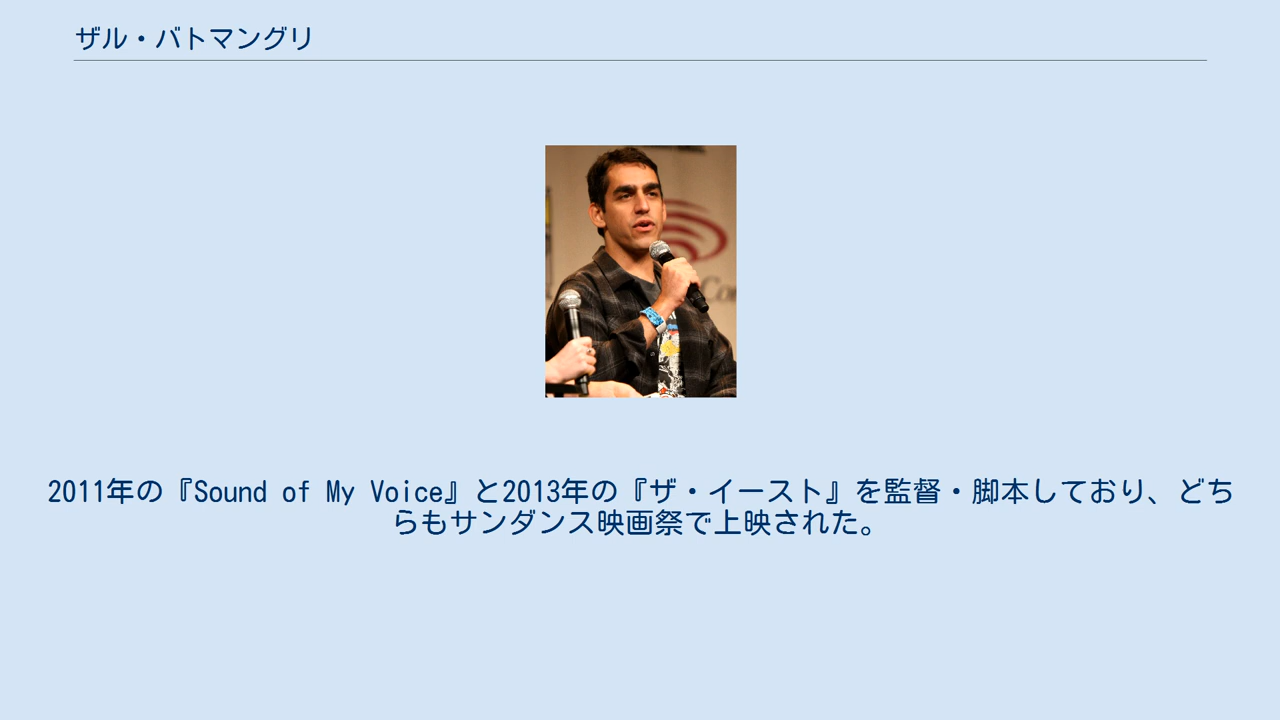 ザル・バトマングリ
Con
2011年の『Sound of My Voice』と2013年の『ザ・イースト』を監督・脚本しており、どち
らもサンダンス映画祭で上映された。